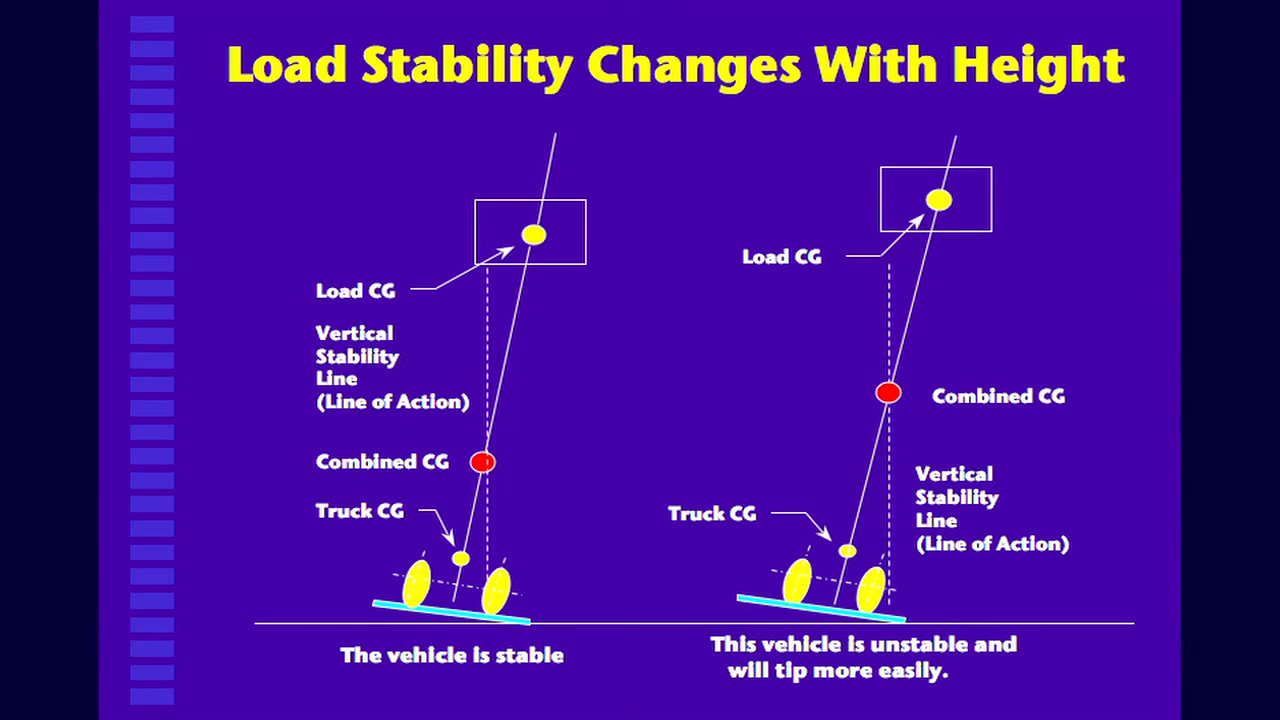 Load Stability Changes With Height
Load CG
Vertical
Stability
Line
(Line of Action)
Combined CG
Truck CG
The vehicle is stable
Load CG
Combined CG
Vertical
Stability
Line
(Line of Action)
Truck CG
This vehicle is unstable and
will tip more easily.